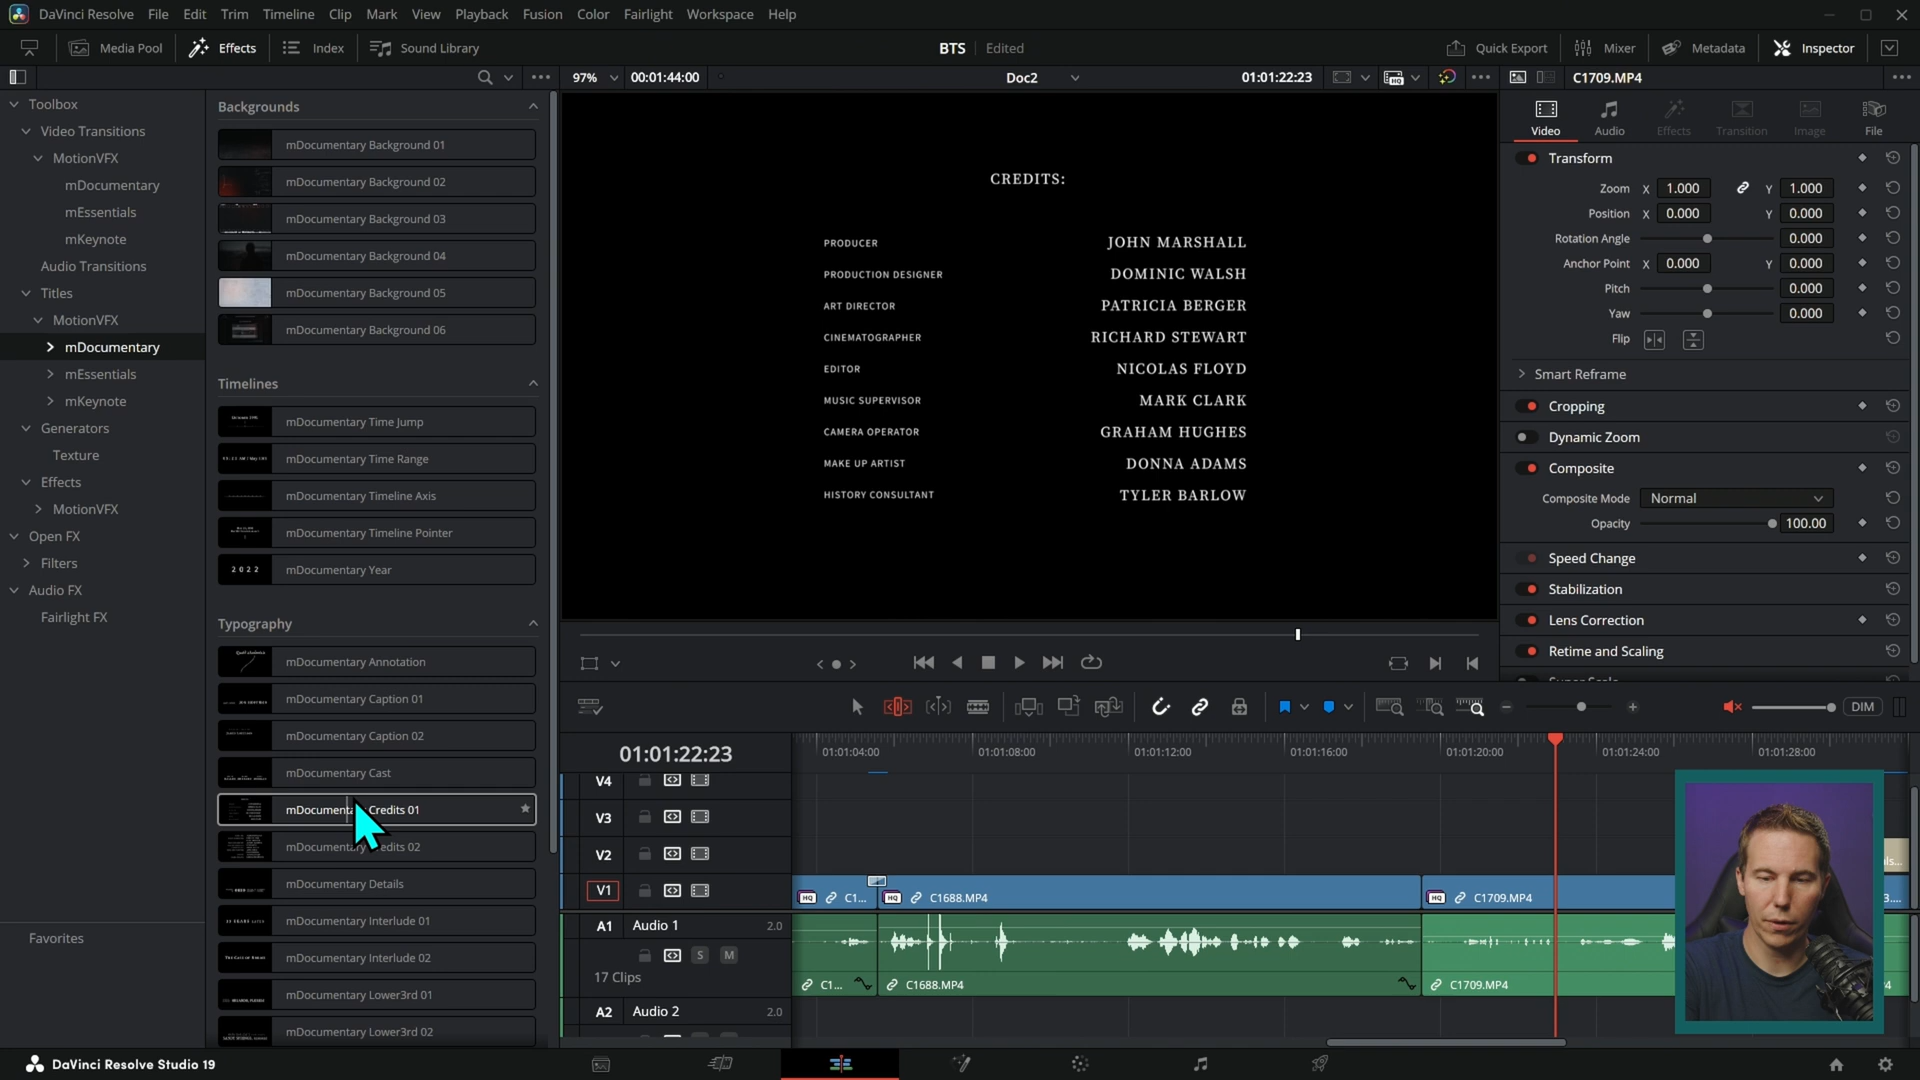 DaVinci Resolve File Edit Trim Timeline Clip Mark View Playback Fusion Color Fairlight Workspace Help
Media Pool Effects Index Sound Library BTS Edited Quick Export Mixer Metadata Inspector
97% 00:01:44:00 Doc2 01:01:22:23 HQ C1709.MP4
Toolbox
Video Transitions
MotionVFX
mDocumentary
mEssentials
mKeynote
Audio Transitions
Titles
MotionVFX
mDocumentary
mEssentials
mKeynote
Generators
Texture
Effects
MotionVFX
Open FX
Filters
Audio FX
Fairlight FX
Favorites
Backgrounds
mDocumentary Background 01
mDocumentary Background 02
mDocumentary Background 03
mDocumentary Background 04
mDocumentary Background 05
mDocumentary Background 06
Timelines
mDocumentary Time Jump
mDocumentary Time Range
mDocumentary Timeline Axis
mDocumentary Timeline Pointer
2022 mDocumentary Year
Typography
mDocumentary Annotation
mDocumentary Caption 01
mDocumentary Caption 02
mDocumentary Cast
mDocumentary Credits 01
mDocumentary Credits 02
mDocumentary Details
mDocumentary Interlude 01
mDocumentary Interlude 02
mDocumentary Lower3rd 01
mDocumentary Lower3rd 02
CREDITS:
PRODUCER JOHN MARSHALL
PRODUCTION DESIGNER DOMINIC WALSH
ART DIRECTOR PATRICIA BERGER
CINEMATOGRAPHER RICHARD STEWART
EDITOR NICOLAS FLOYD
MUSIC SUPERVISOR MARK CLARK
CAMERA OPERATOR GRAHAM HUGHES
MAKE UP ARTIST DONNA ADAMS
HISTORY CONSULTANT TYLER BARLOW
Video Audio Effects Transition Image File
Transform
Zoom X 1.000 Y 1.000
Position X 0.000 Y 0.000
Rotation Angle 0.000
Anchor Point X 0.000 Y 0.000
Pitch 0.000
Yaw 0.000
Flip
Smart Reframe
Cropping
Dynamic Zoom
Composite
Composite Mode Normal
Opacity 100.00
Speed Change
Stabilization
Lens Correction
Retime and Scaling
DIM
01:01:22:23 01:01:04:00 01:01:08:00 01:01:12:00 01:01:16:00 01:01:20:00 01:01:24:00 01:01:28:00
V4
V3
V2
V1 HQ C1... HQ C1688.MP4 HQ C1709.MP4
A1 Audio 1 2.0
S M
17 Clips C1... C1688.MP4 C1709.MP4
A2 Audio 2 2.0
DaVinci Resolve Studio 19